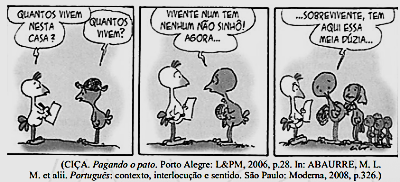 QUANTOS VIVEM
NESTA
CASA?
QUANTOS
VIVEM?
VIVENTE NUM TEM
NENHUM NÃO SINHÔ!
AGORA...
...SOBREVIVENTE, TEM
AQUI ESSA
MEIA DÚZIA...
(CIÇA. Pagando o pato. Porto Alegre: L&PM, 2006, p.28. In: ABAURRE, M. L.
M. et alii. Português: contexto, interlocução e sentido. São Paulo: Moderna, 2008, p.326.)